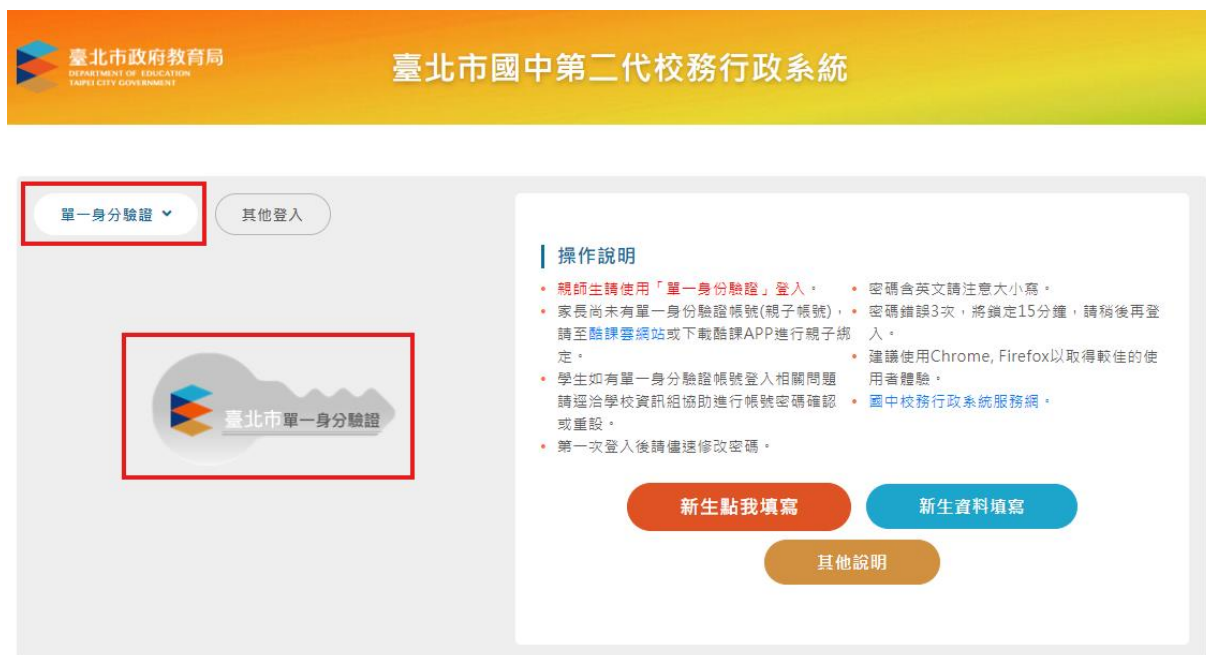 臺北市政府教育局
DEPARTMENT OF EDUCATION
TAIPEI CITY GOVERNMENT
臺北市國中第二代校務行政系統
單一身分驗證
其他登入
臺北市單一身分驗證
操作說明
• 親師生請使用「單一身份驗證」登入。
• 家長尚未有單一身份驗證帳號(親子帳號)，
請至酷課雲網站或下載酷課APP進行親子綁
定。
• 學生如有單一身分驗證帳號登入相關問題
請逕洽學校資訊組協助進行帳號密碼確認
或重設。
• 第一次登入後請儘速修改密碼。
• 密碼含英文請注意大小寫。
• 密碼錯誤3次，將鎖定15分鐘，請稍後再登
入。
• 建議使用Chrome, Firefox以取得較佳的使
用者體驗。
• 國中校務行政系統服務網。
新生點我填寫
新生資料填寫
其他說明